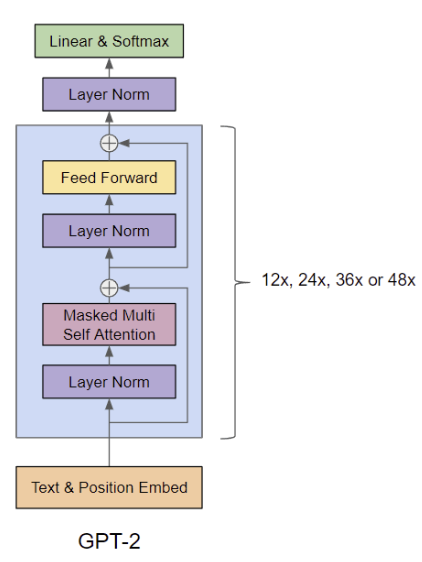 Linear & Softmax
Layer Norm
Feed Forward
Layer Norm
12x, 24x, 36x or 48x
Masked Multi
Self Attention
Layer Norm
Text & Position Embed
GPT-2